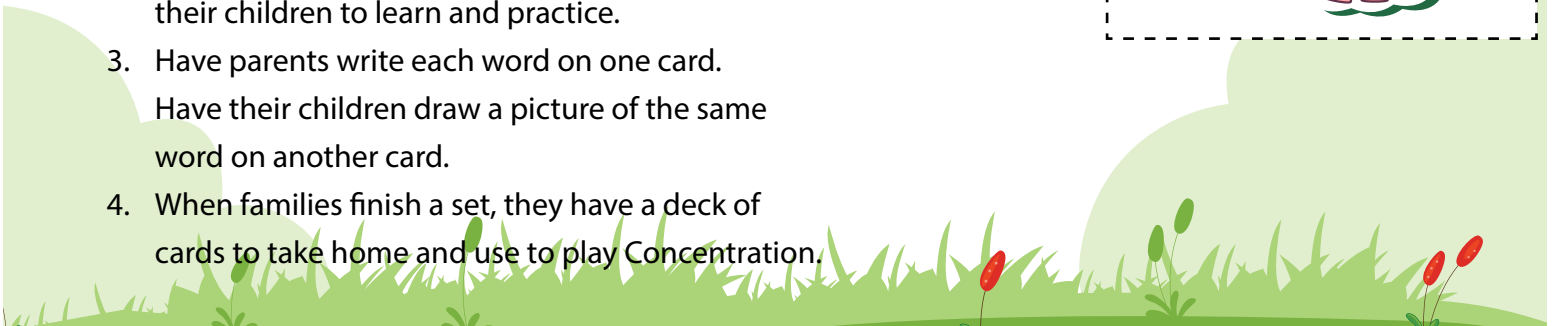 their children to learn and practice.
3. Have parents write each word on one card.
Have their children draw a picture of the same
word on another card.
4. When families finish a set, they have a deck of
cards to take home and use to play Concentration.